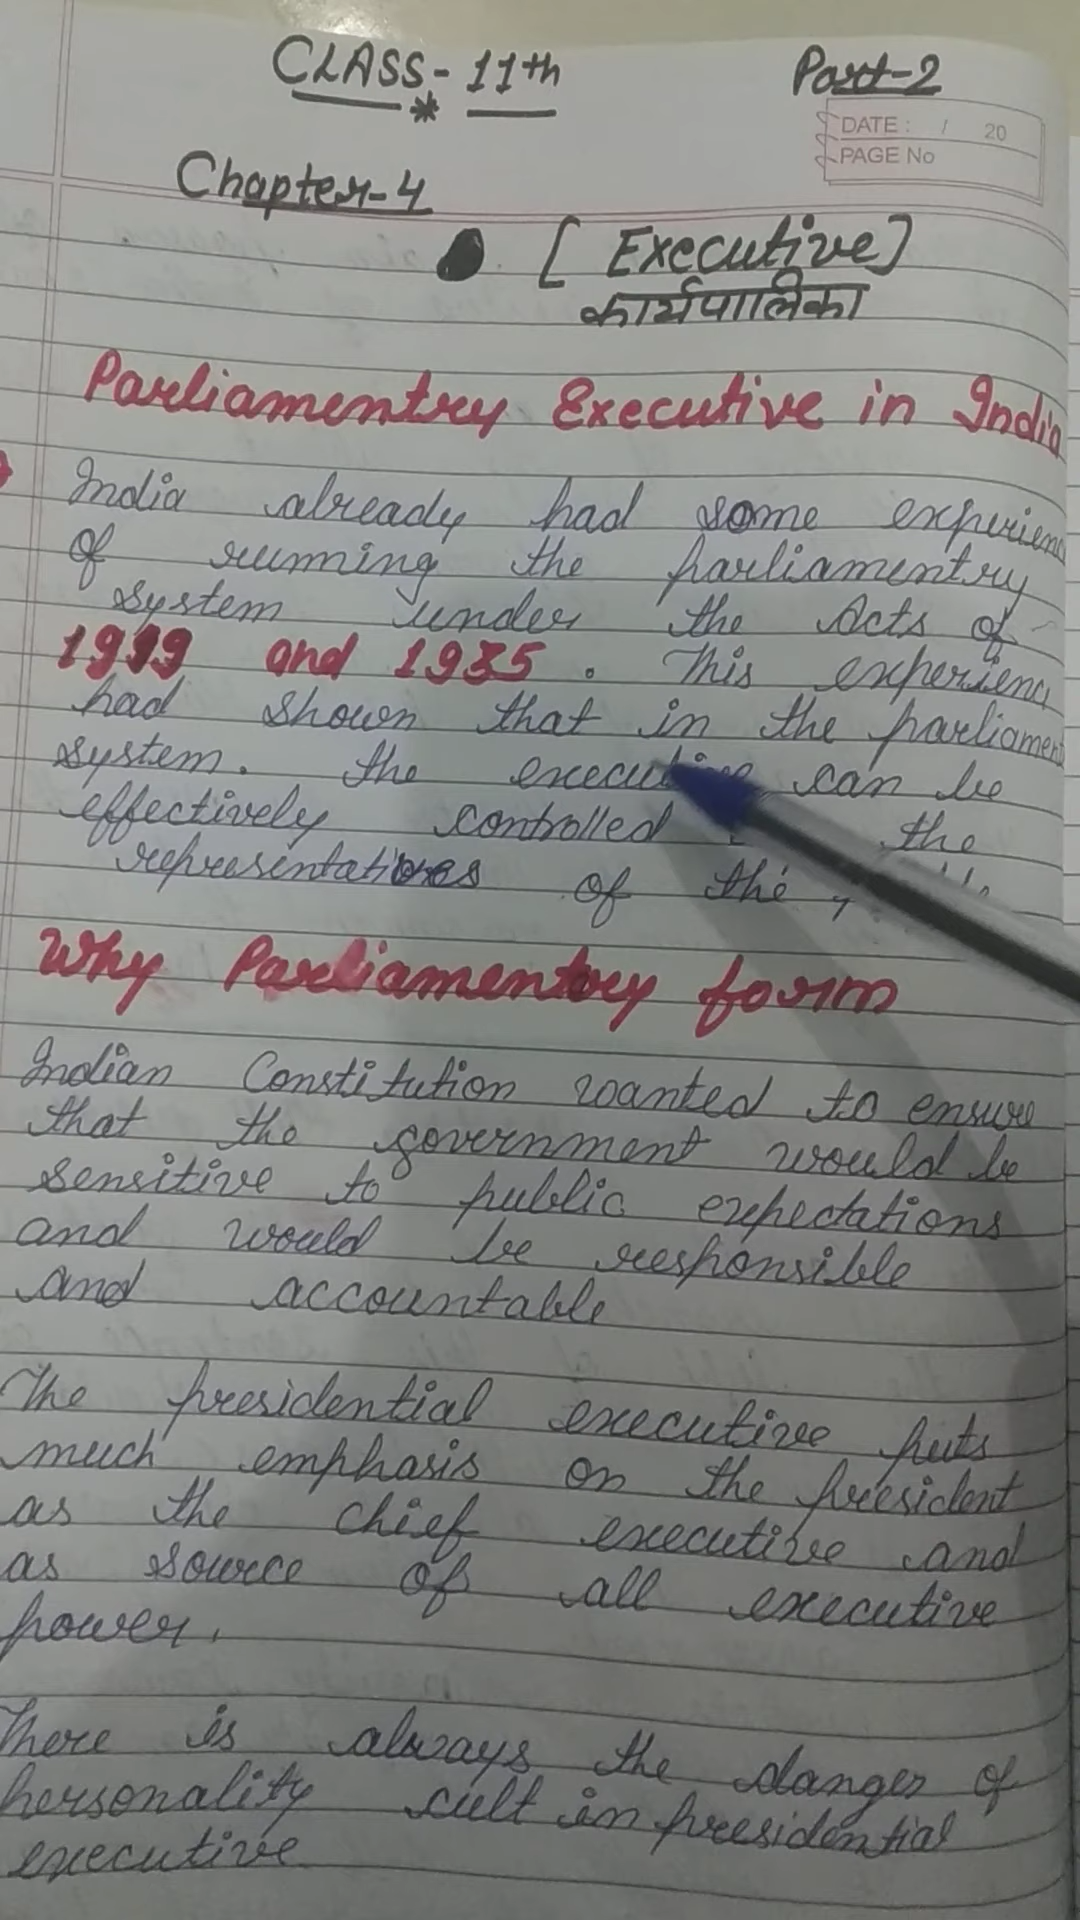 CLASS - 11th
Part-2
DATE : / 20
PAGE No
Chapter-4
[ Executive ]
कार्यपालिका
Parliamentry Executive in India
India already had some experienc
of running the parliamentry
system under the Acts of
1919 and 1935. This experienc
had shown that in the parliament
system. the executive can be
effectively controlled the
representatives of the
Why Parliamentory form
Indian Constitution wanted to ensure
that the government would be
sensitive to public expectations
and would be responsible
and accountable
The presidential executive puts
much emphasis on the president
as the chief executive and
as source of all executive
power.
There is always the danger of
personality cult in presidential
executive